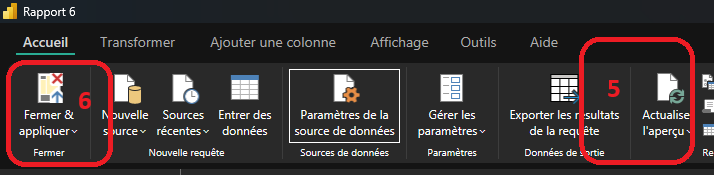 Rapport 6
Accueil Transformer Ajouter une colonne Affichage Outils Aide
6 5
Fermer & Nouvelle Sources Entrer des Paramètres de la Gérer les Exporter les résultats Actualise
appliquer source récentes données source de données paramètres de la requête l'aperçu
Fermer Nouvelle requête Sources de données Paramètres Données de sortie Re